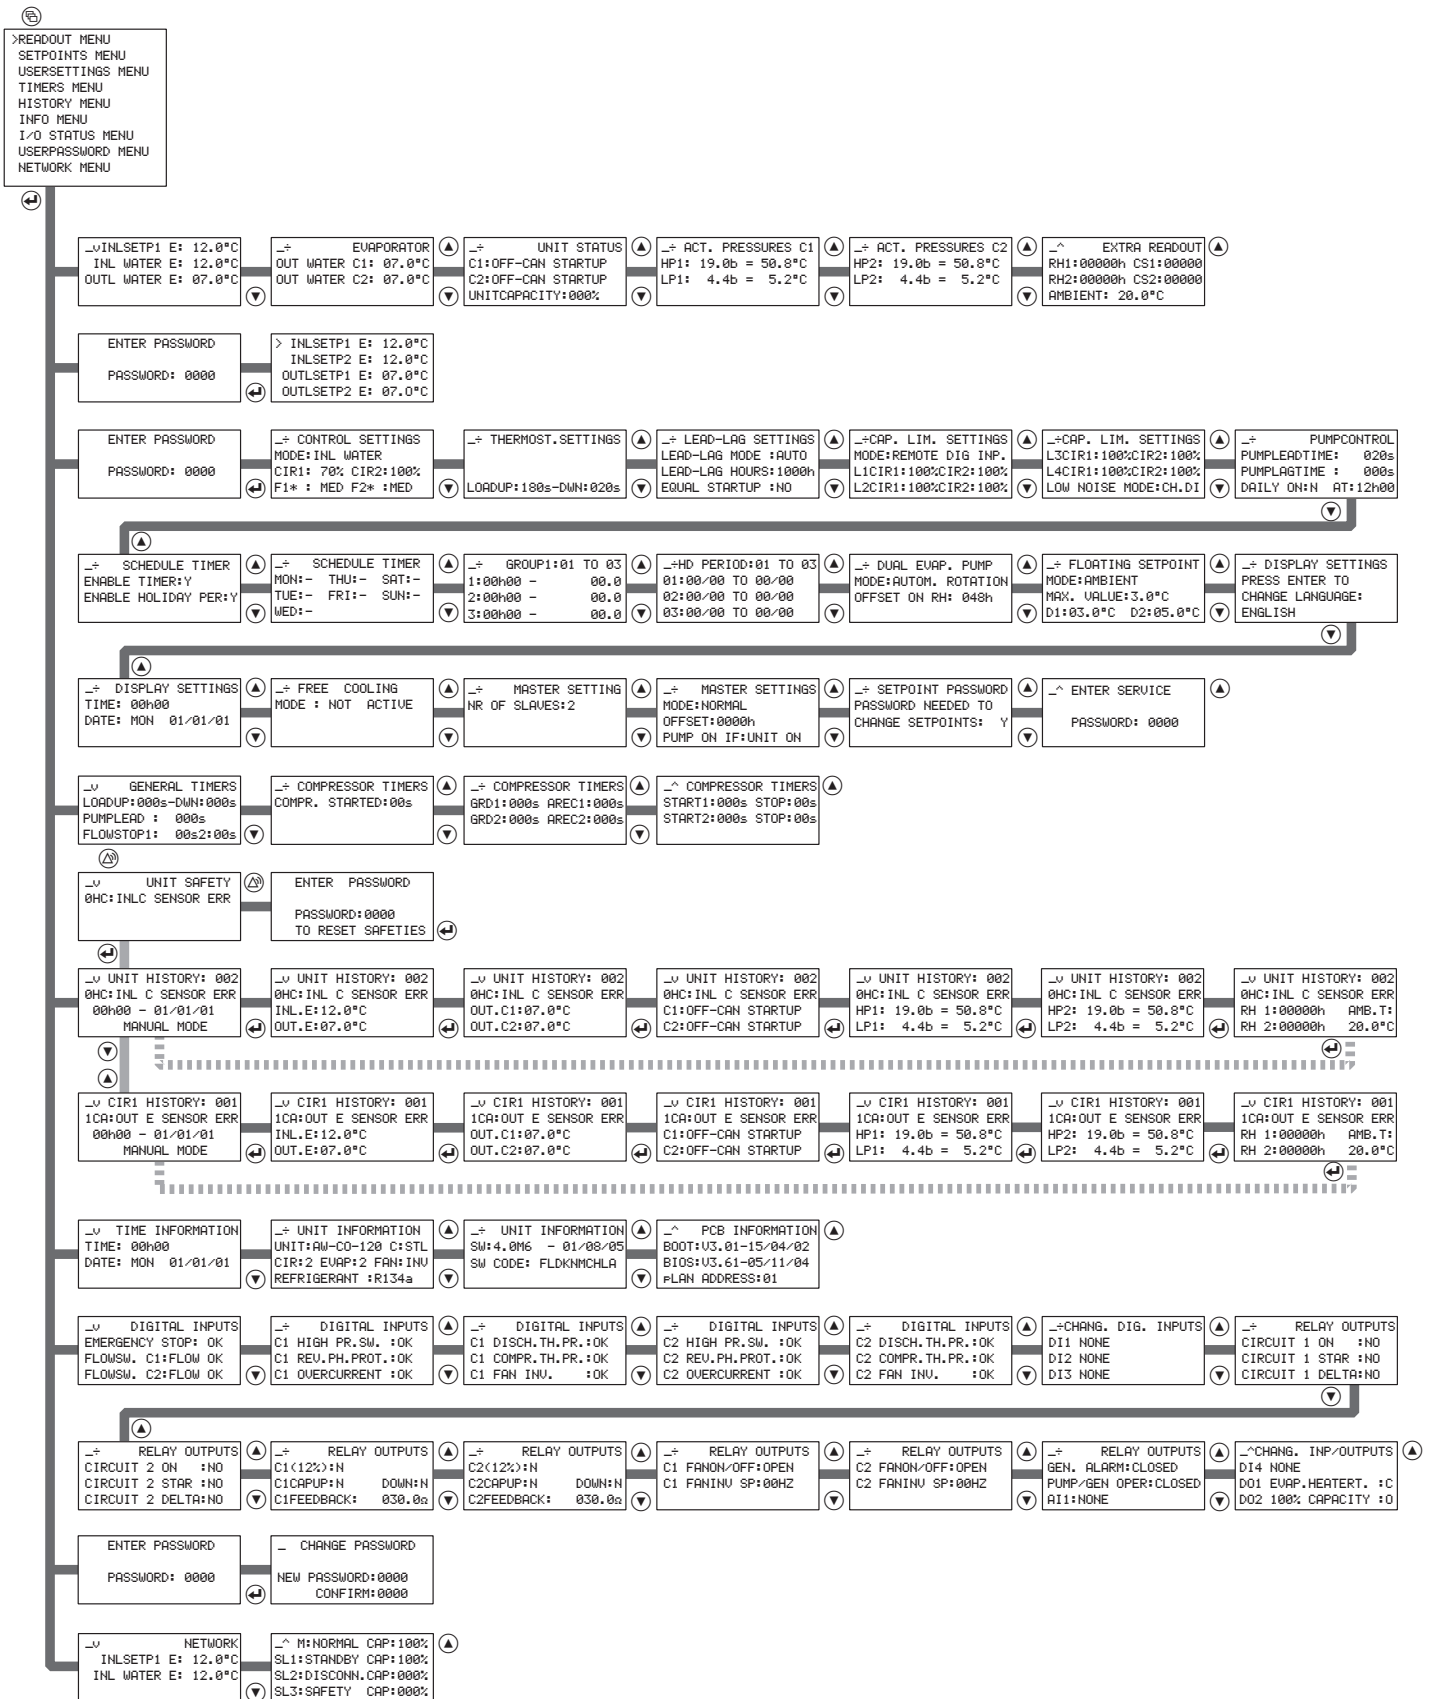 >READOUT MENU
SETPOINTS MENU
USERSETTINGS MENU
TIMERS MENU
HISTORY MENU
INFO MENU
I/O STATUS MENU
USERPASSWORD MENU
NETWORK MENU
_vINLSETP1 E: 12.0°C
INL WATER E: 12.0°C
OUTL WATER E: 07.0°C
_÷ EVAPORATOR
OUT WATER C1: 07.0°C
OUT WATER C2: 07.0°C
_÷ UNIT STATUS
C1:OFF-CAN STARTUP
C2:OFF-CAN STARTUP
UNITCAPACITY:000%
_÷ ACT. PRESSURES C1
HP1: 19.0b = 50.8°C
LP1: 4.4b = 5.2°C
_÷ ACT. PRESSURES C2
HP2: 19.0b = 50.8°C
LP2: 4.4b = 5.2°C
_^ EXTRA READOUT
RH1:00000h CS1:00000
RH2:00000h CS2:00000
AMBIENT: 20.0°C
ENTER PASSWORD
PASSWORD: 0000
> INLSETP1 E: 12.0°C
INLSETP2 E: 12.0°C
OUTLSETP1 E: 07.0°C
OUTLSETP2 E: 07.0°C
ENTER PASSWORD
PASSWORD: 0000
_÷ CONTROL SETTINGS
MODE:INL WATER
CIR1: 70% CIR2:100%
F1* : MED F2* :MED
_÷ THERMOST.SETTINGS
LOADUP:180s-DWN:020s
_÷ LEAD-LAG SETTINGS
LEAD-LAG MODE :AUTO
LEAD-LAG HOURS:1000h
EQUAL STARTUP :NO
_÷CAP. LIM. SETTINGS
MODE:REMOTE DIG INP.
L1CIR1:100%CIR2:100%
L2CIR1:100%CIR2:100%
_÷CAP. LIM. SETTINGS
L3CIR1:100%CIR2:100%
L4CIR1:100%CIR2:100%
LOW NOISE MODE:CH.DI
_÷ PUMPCONTROL
PUMPLEADTIME: 020s
PUMPLAGTIME : 000s
DAILY ON:N AT:12h00
_÷ SCHEDULE TIMER
ENABLE TIMER:Y
ENABLE HOLIDAY PER:Y
_÷ SCHEDULE TIMER
MON:- THU:- SAT:-
TUE:- FRI:- SUN:-
WED:-
_÷ GROUP1:01 TO 03
1:00h00 - 00.0
2:00h00 - 00.0
3:00h00 - 00.0
_÷HD PERIOD:01 TO 03
01:00/00 TO 00/00
02:00/00 TO 00/00
03:00/00 TO 00/00
_÷ DUAL EVAP. PUMP
MODE:AUTOM. ROTATION
OFFSET ON RH: 048h
_÷ FLOATING SETPOINT
MODE:AMBIENT
MAX. VALUE:3.0°C
D1:03.0°C D2:05.0°C
_÷ DISPLAY SETTINGS
PRESS ENTER TO
CHANGE LANGUAGE:
ENGLISH
_÷ DISPLAY SETTINGS
TIME: 00h00
DATE: MON 01/01/01
_÷ FREE COOLING
MODE : NOT ACTIVE
_÷ MASTER SETTING
NR OF SLAVES:2
_÷ MASTER SETTINGS
MODE:NORMAL
OFFSET:0000h
PUMP ON IF:UNIT ON
_÷ SETPOINT PASSWORD
PASSWORD NEEDED TO
CHANGE SETPOINTS: Y
_^ ENTER SERVICE
PASSWORD: 0000
_v GENERAL TIMERS
LOADUP:000s-DWN:000s
PUMPLEAD : 000s
FLOWSTOP1: 00s2:00s
_÷ COMPRESSOR TIMERS
COMPR. STARTED:00s
_÷ COMPRESSOR TIMERS
GRD1:000s AREC1:000s
GRD2:000s AREC2:000s
_^ COMPRESSOR TIMERS
START1:000s STOP:00s
START2:000s STOP:00s
_v UNIT SAFETY
0HC:INLC SENSOR ERR
ENTER PASSWORD
PASSWORD:0000
TO RESET SAFETIES
_v UNIT HISTORY: 002
0HC:INL C SENSOR ERR
00h00 - 01/01/01
MANUAL MODE
_v UNIT HISTORY: 002
0HC:INL C SENSOR ERR
INL.E:12.0°C
OUT.E:07.0°C
_v UNIT HISTORY: 002
0HC:INL C SENSOR ERR
OUT.C1:07.0°C
OUT.C2:07.0°C
_v UNIT HISTORY: 002
0HC:INL C SENSOR ERR
C1:OFF-CAN STARTUP
C2:OFF-CAN STARTUP
_v UNIT HISTORY: 002
0HC:INL C SENSOR ERR
HP1: 19.0b = 50.8°C
LP1: 4.4b = 5.2°C
_v UNIT HISTORY: 002
0HC:INL C SENSOR ERR
HP2: 19.0b = 50.8°C
LP2: 4.4b = 5.2°C
_v UNIT HISTORY: 002
0HC:INL C SENSOR ERR
RH 1:00000h AMB.T:
RH 2:00000h 20.0°C
_v CIR1 HISTORY: 001
1CA:OUT E SENSOR ERR
00h00 - 01/01/01
MANUAL MODE
_v CIR1 HISTORY: 001
1CA:OUT E SENSOR ERR
INL.E:12.0°C
OUT.E:07.0°C
_v CIR1 HISTORY: 001
1CA:OUT E SENSOR ERR
OUT.C1:07.0°C
OUT.C2:07.0°C
_v CIR1 HISTORY: 001
1CA:OUT E SENSOR ERR
C1:OFF-CAN STARTUP
C2:OFF-CAN STARTUP
_v CIR1 HISTORY: 001
1CA:OUT E SENSOR ERR
HP1: 19.0b = 50.8°C
LP1: 4.4b = 5.2°C
_v CIR1 HISTORY: 001
1CA:OUT E SENSOR ERR
HP2: 19.0b = 50.8°C
LP2: 4.4b = 5.2°C
_v CIR1 HISTORY: 001
1CA:OUT E SENSOR ERR
RH 1:00000h AMB.T:
RH 2:00000h 20.0°C
_v TIME INFORMATION
TIME: 00h00
DATE: MON 01/01/01
_÷ UNIT INFORMATION
UNIT:AW-CO-120 C:STL
CIR:2 EVAP:2 FAN:INV
REFRIGERANT :R134a
_÷ UNIT INFORMATION
SW:4.0M6 - 01/08/05
SW CODE: FLDKNMCHLA
_^ PCB INFORMATION
BOOT:V3.01-15/04/02
BIOS:V3.61-05/11/04
pLAN ADDRESS:01
_v DIGITAL INPUTS
EMERGENCY STOP: OK
FLOWSW. C1:FLOW OK
FLOWSW. C2:FLOW OK
_÷ DIGITAL INPUTS
C1 HIGH PR.SW. :OK
C1 REV.PH.PROT.:OK
C1 OVERCURRENT :OK
_÷ DIGITAL INPUTS
C1 DISCH.TH.PR.:OK
C1 COMPR.TH.PR.:OK
C1 FAN INV. :OK
_÷ DIGITAL INPUTS
C2 HIGH PR.SW. :OK
C2 REV.PH.PROT.:OK
C2 OVERCURRENT :OK
_÷ DIGITAL INPUTS
C2 DISCH.TH.PR.:OK
C2 COMPR.TH.PR.:OK
C2 FAN INV. :OK
_÷CHANG. DIG. INPUTS
DI1 NONE
DI2 NONE
DI3 NONE
_÷ RELAY OUTPUTS
CIRCUIT 1 ON :NO
CIRCUIT 1 STAR :NO
CIRCUIT 1 DELTA:NO
_÷ RELAY OUTPUTS
CIRCUIT 2 ON :NO
CIRCUIT 2 STAR :NO
CIRCUIT 2 DELTA:NO
_÷ RELAY OUTPUTS
C1(12%):N
C1CAPUP:N DOWN:N
C1FEEDBACK: 030.0Ω
_÷ RELAY OUTPUTS
C2(12%):N
C2CAPUP:N DOWN:N
C2FEEDBACK: 030.0Ω
_÷ RELAY OUTPUTS
C1 FANON/OFF:OPEN
C1 FANINV SP:00HZ
_÷ RELAY OUTPUTS
C2 FANON/OFF:OPEN
C2 FANINV SP:00HZ
_÷ RELAY OUTPUTS
GEN. ALARM:CLOSED
PUMP/GEN OPER:CLOSED
AI1:NONE
_^CHANG. INP/OUTPUTS
DI4 NONE
DO1 EVAP.HEATERT. :C
DO2 100% CAPACITY :O
ENTER PASSWORD
PASSWORD: 0000
_ CHANGE PASSWORD
NEW PASSWORD:0000
CONFIRM:0000
_v NETWORK
INLSETP1 E: 12.0°C
INL WATER E: 12.0°C
_^ M:NORMAL CAP:100%
SL1:STANDBY CAP:100%
SL2:DISCONN.CAP:000%
SL3:SAFETY CAP:000%